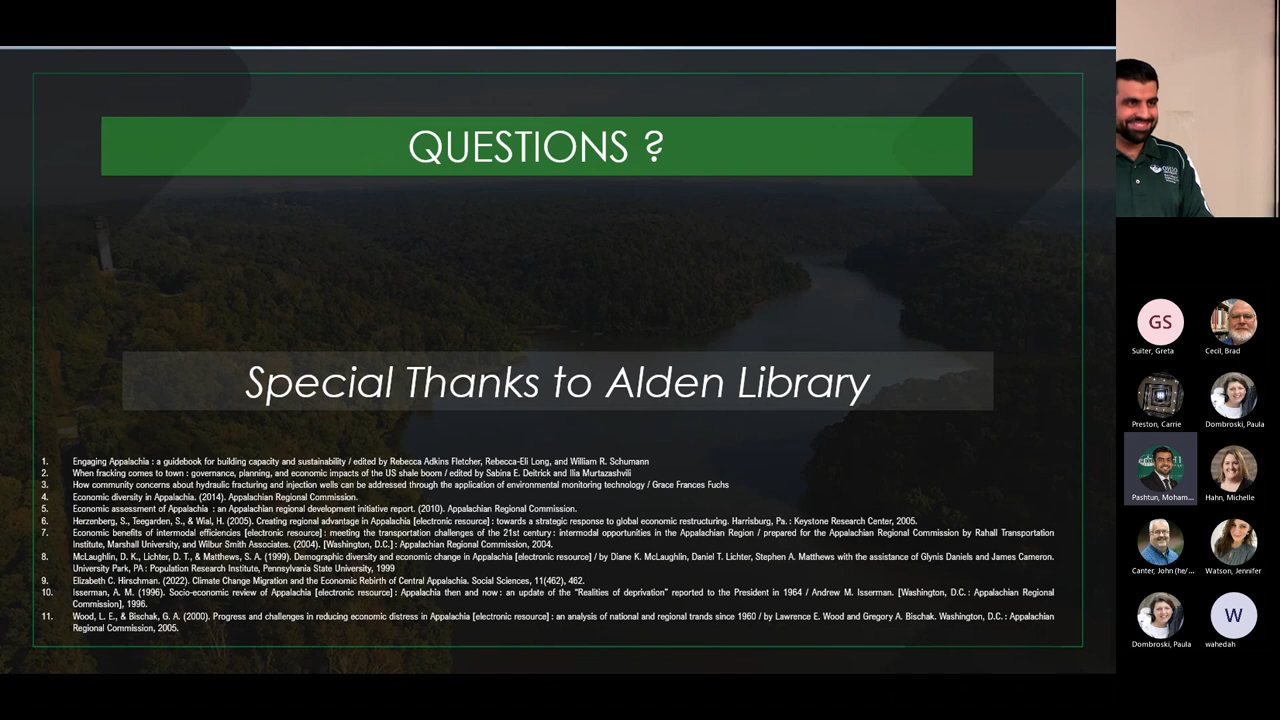 QUESTIONS ?
Special Thanks to Alden Library
1. Engaging Appalachia : a guidebook for building capacity and sustainability / edited by Rebecca Adkins Fletcher, Rebecca-Eli Long, and William R. Schumann
2. When fracking comes to town : governance, planning, and economic impacts of the US shale boom / edited by Sabina E. Deitrick and Ilia Murtazashvili
3. How community concerns about hydraulic fracturing and injection wells can be addressed through the application of environmental monitoring technology / Grace Frances Fuchs
4. Economic diversity in Appalachia. (2014). Appalachian Regional Commission.
5. Economic assessment of Appalachia : an Appalachian regional development initiative report. (2010). Appalachian Regional Commission.
6. Herzenberg, S., Teegarden, S., & Wial, H. (2005). Creating regional advantage in Appalachia [electronic resource] : towards a strategic response to global economic restructuring. Harrisburg, Pa. : Keystone Research Center, 2005.
7. Economic benefits of intermodal efficiencies [electronic resource] : meeting the transportation challenges of the 21st century : intermodal opportunities in the Appalachian Region / prepared for the Appalachian Regional Commission by Rahall Transportation
Institute, Marshall University, and Wilbur Smith Associates. (2004). [Washington, D.C.] : Appalachian Regional Commission, 2004.
8. McLaughlin, D. K., Lichter, D. T., & Matthews, S. A. (1999). Demographic diversity and economic change in Appalachia [electronic resource] / by Diane K. McLaughlin, Daniel T. Lichter, Stephen A. Matthews with the assistance of Glynis Daniels and James Cameron.
University Park, PA : Population Research Institute, Pennsylvania State University, 1999
9. Elizabeth C. Hirschman. (2022). Climate Change Migration and the Economic Rebirth of Central Appalachia. Social Sciences, 11(462), 462.
10. Isserman, A. M. (1996). Socio-economic review of Appalachia [electronic resource] : Appalachia then and now : an update of the “Realities of deprivation” reported to the President in 1964 / Andrew M. Isserman. [Washington, D.C. : Appalachian Regional
Commission], 1996.
11. Wood, L. E., & Bischak, G. A. (2000). Progress and challenges in reducing economic distress in Appalachia [electronic resource] : an analysis of national and regional trands since 1960 / by Lawrence E. Wood and Gregory A. Bischak. Washington, D.C. : Appalachian
Regional Commission, 2005.
OHIO
GS
Suiter, Greta
Cecil, Brad
Preston, Carrie
Dombroski, Paula
Pashtun, Moham...
Hahn, Michelle
Canter, John (he/...
Watson, Jennifer
Dombroski, Paula
W
wahedah